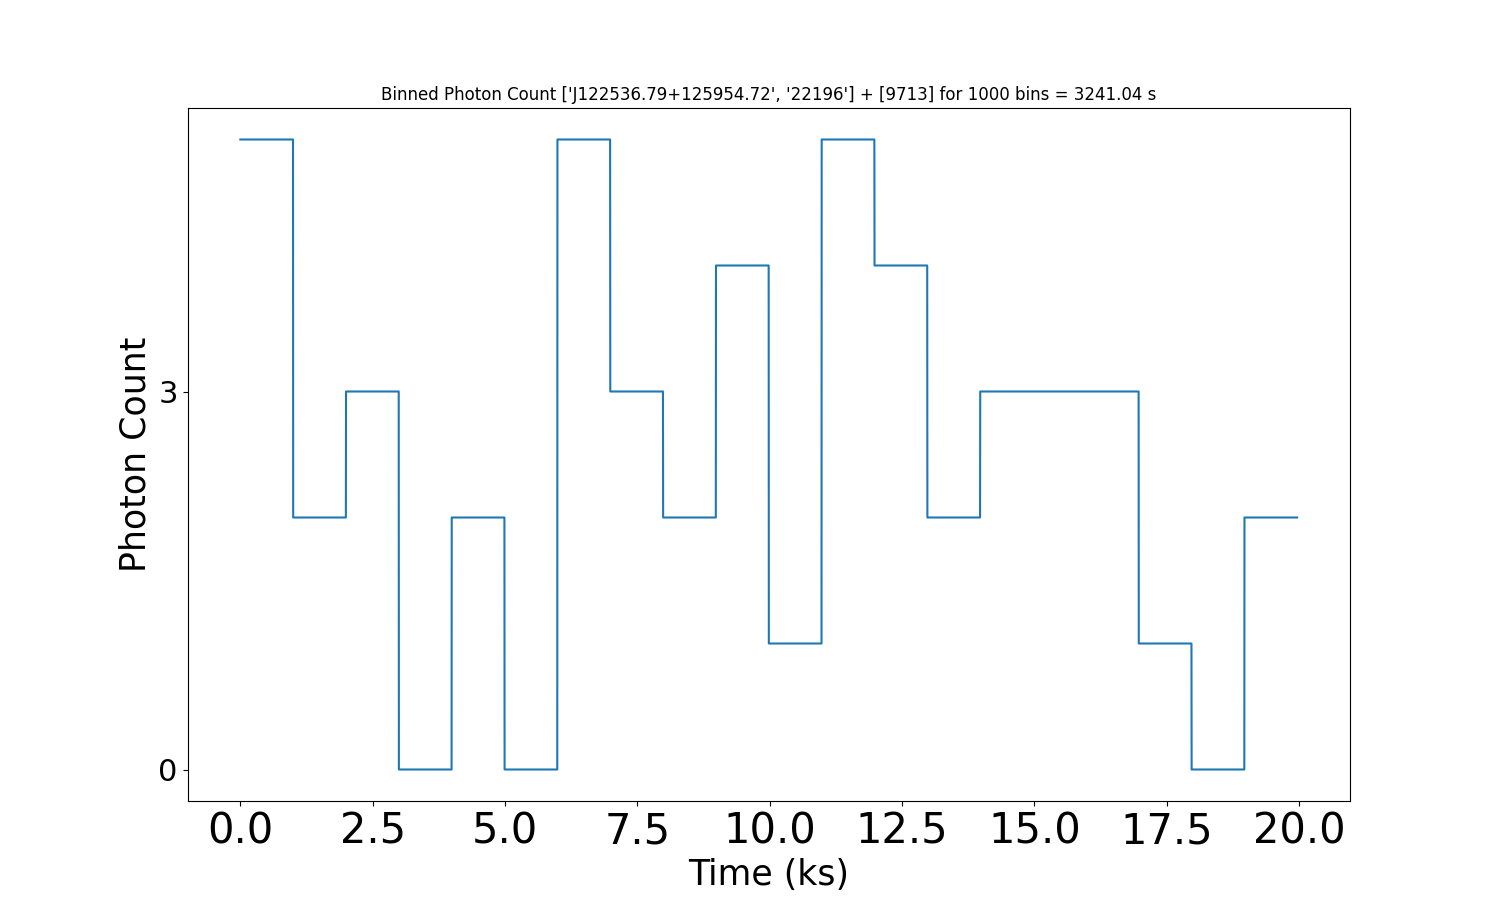 Binned Photon Count ['J122536.79+125954.72', '22196'] + [9713] for 1000 bins = 3241.04 s
Photon Count
3
0
0.0 2.5 5.0 7.5 10.0 12.5 15.0 17.5 20.0
Time (ks)